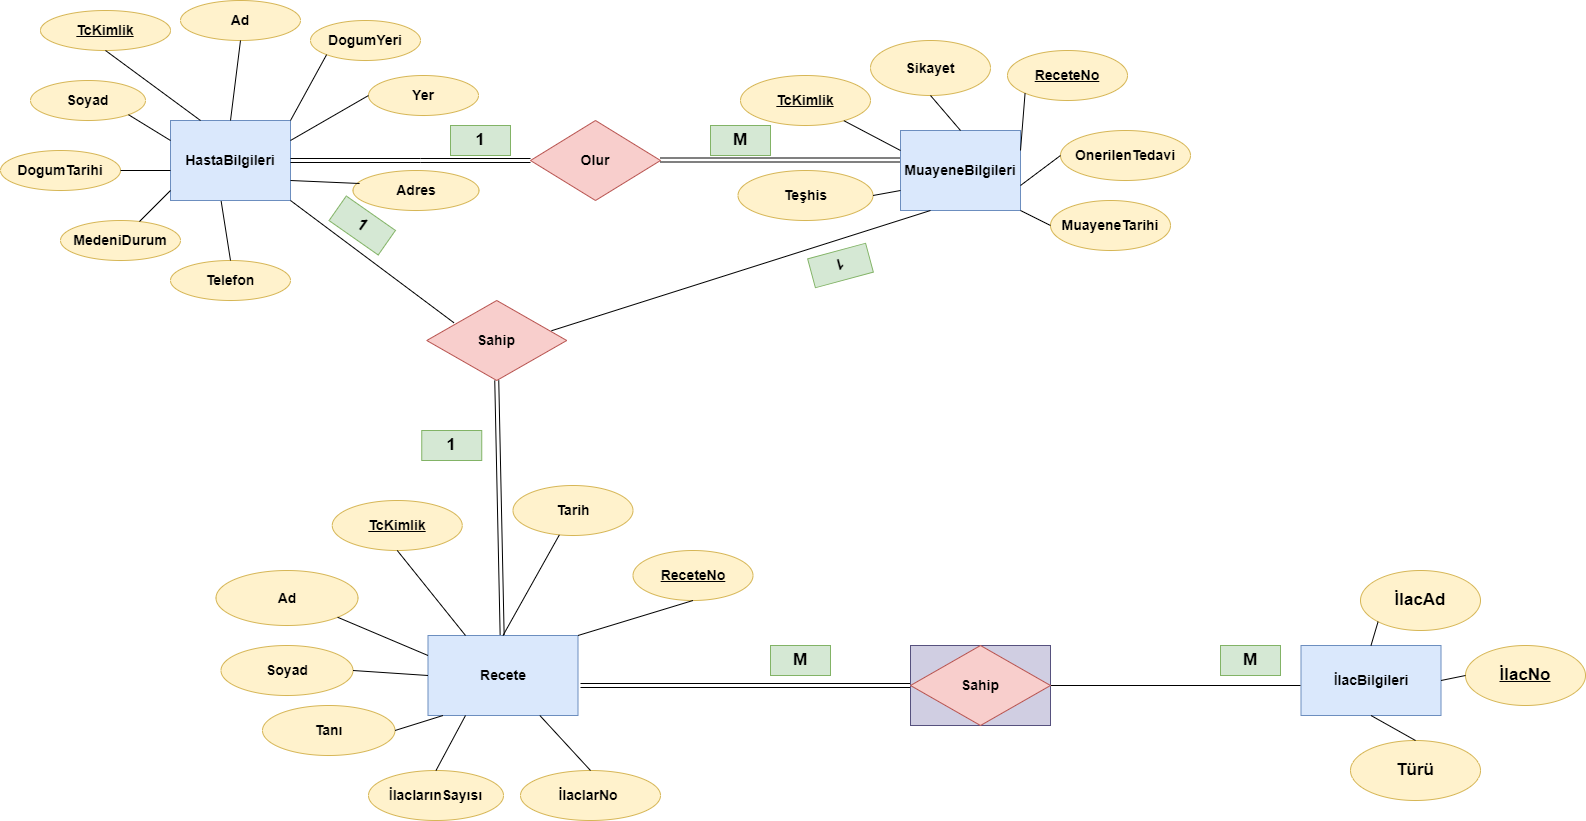 Ad
TcKimlik
DogumYeri
Sikayet
ReceteNo
Yer
Soyad
TcKimlik
1
M
HastaBilgileri
Olur
OnerilenTedavi
DogumTarihi
MuayeneBilgileri
Adres
Teşhis
1
MuayeneTarihi
MedeniDurum
1
Telefon
Sahip
1
Tarih
TcKimlik
ReceteNo
Ad
İlacAd
M
M
Soyad
Recete
Sahip
İlacBilgileri
İlacNo
Tanı
Türü
İlaclarınSayısı
İlaclarNo